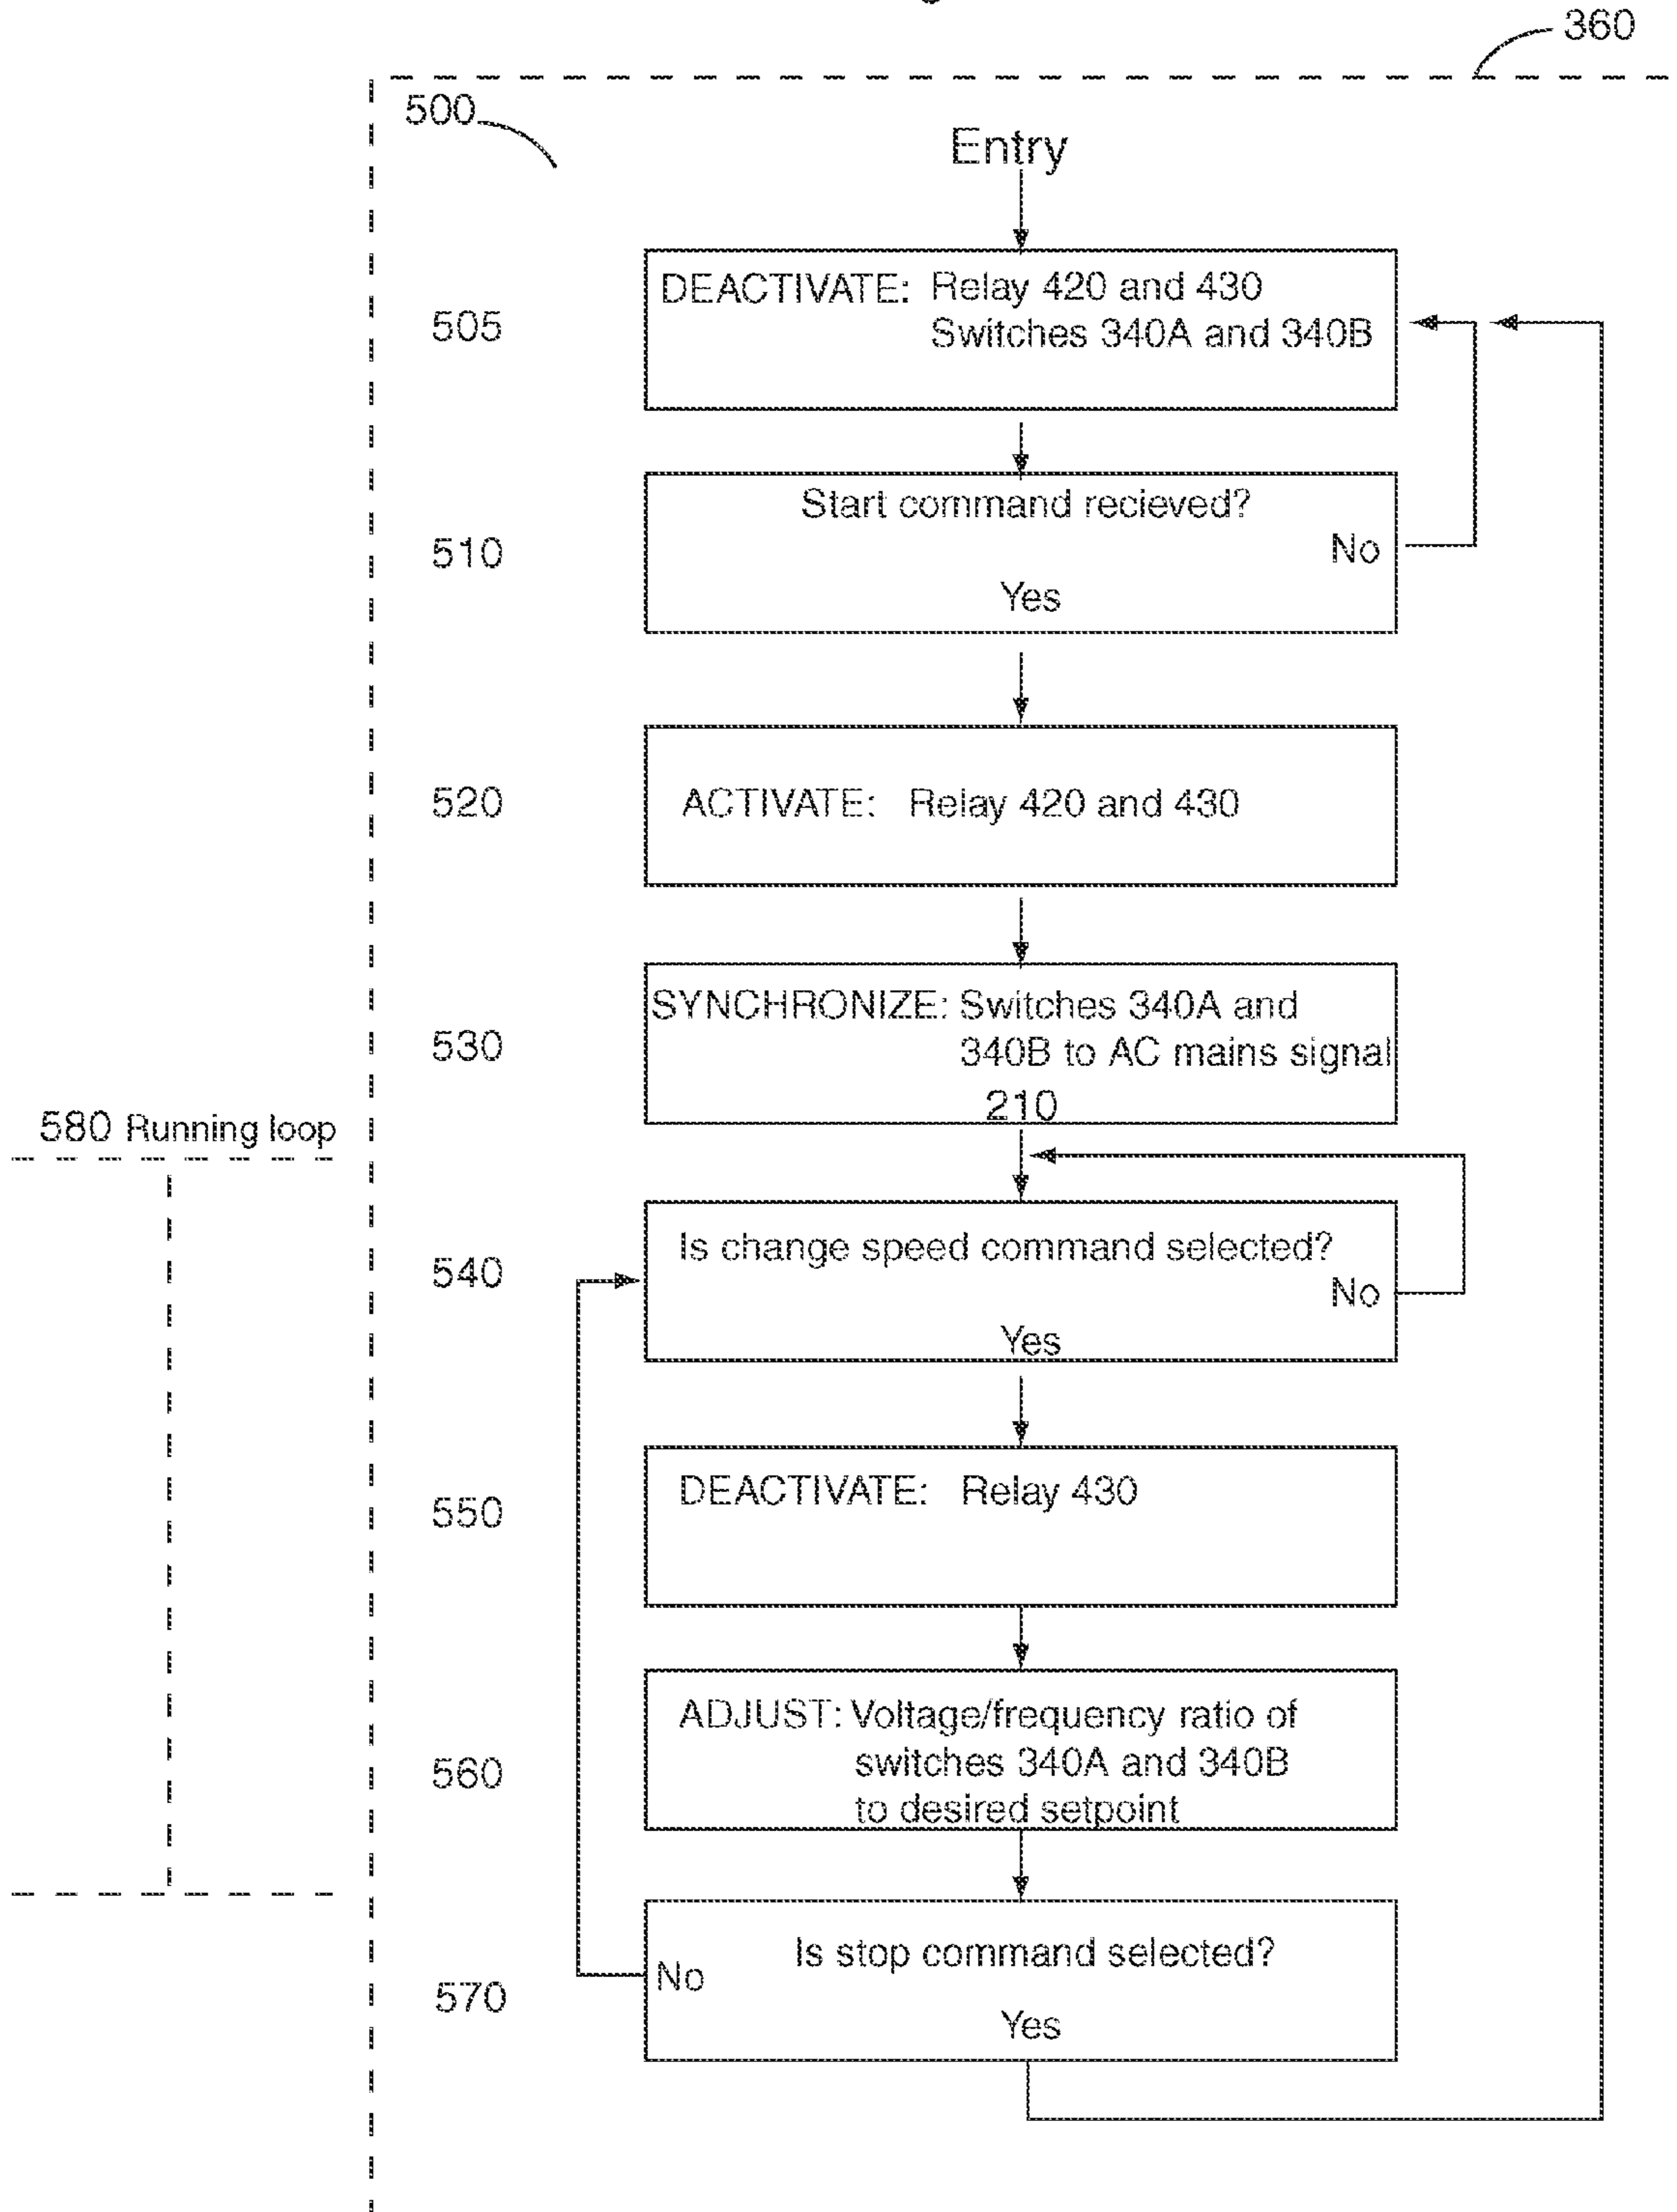 360
500
Entry
505
DEACTIVATE: Relay 420 and 430
Switches 340A and 340B
510
Start command recieved?
No
Yes
520
ACTIVATE: Relay 420 and 430
530
SYNCHRONIZE: Switches 340A and
340B to AC mains signal
210
580 Running loop
540
Is change speed command selected?
No
Yes
550
DEACTIVATE: Relay 430
560
ADJUST: Voltage/frequency ratio of
switches 340A and 340B
to desired setpoint
570
Is stop command selected?
No
Yes